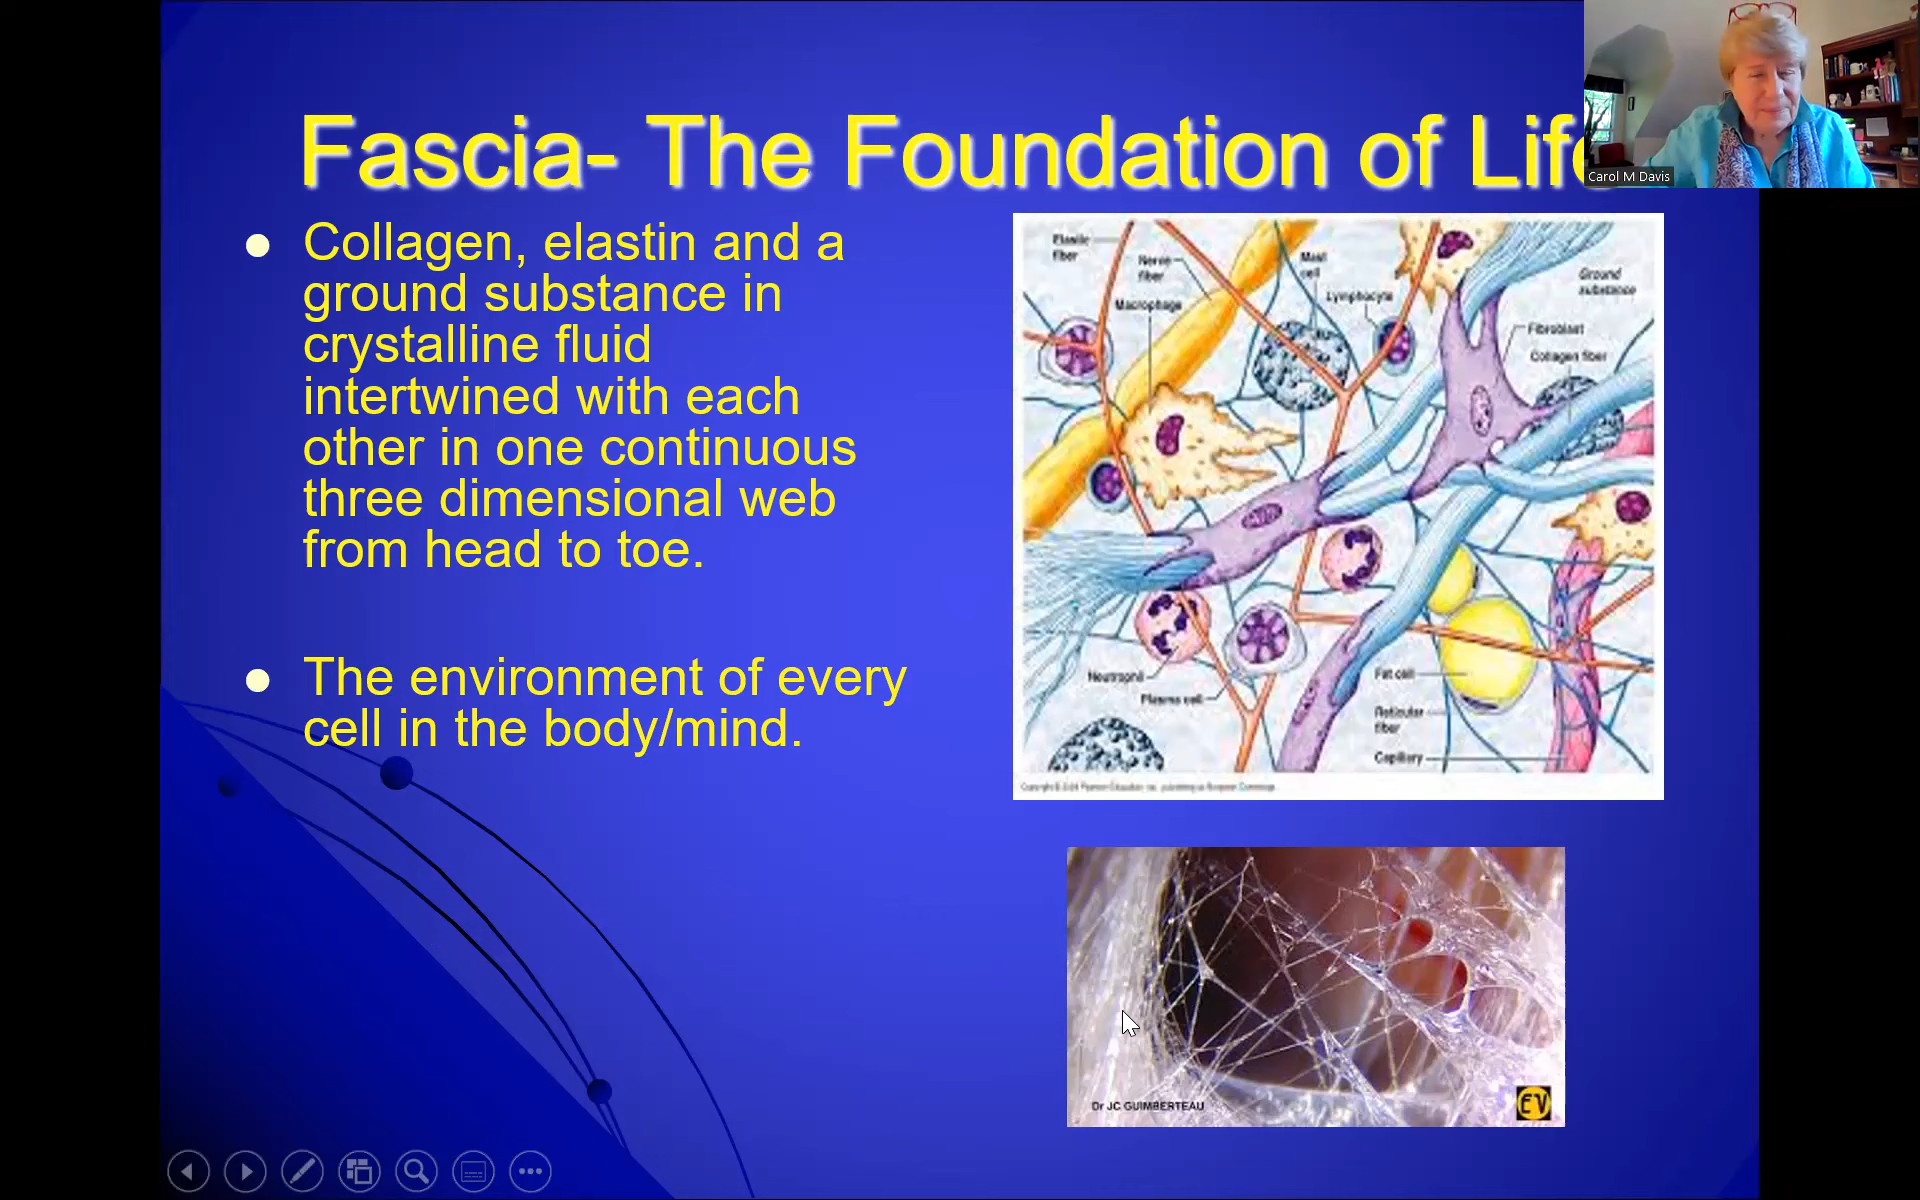 Fascia- The Foundation of Life
Carol M Davis
Collagen, elastin and a
ground substance in
crystalline fluid
intertwined with each
other in one continuous
three dimensional web
from head to toe.
The environment of every
cell in the body/mind.
Elastic
fiber
Nerve
fiber
Macrophage
Mast
cell
Lymphocyte
Ground
substance
Fibroblast
Collagen fiber
Neutrophil
Plasma cell
Fat cell
Reticular
fiber
Capillary
Dr JC GUIMBERTEAU
EV